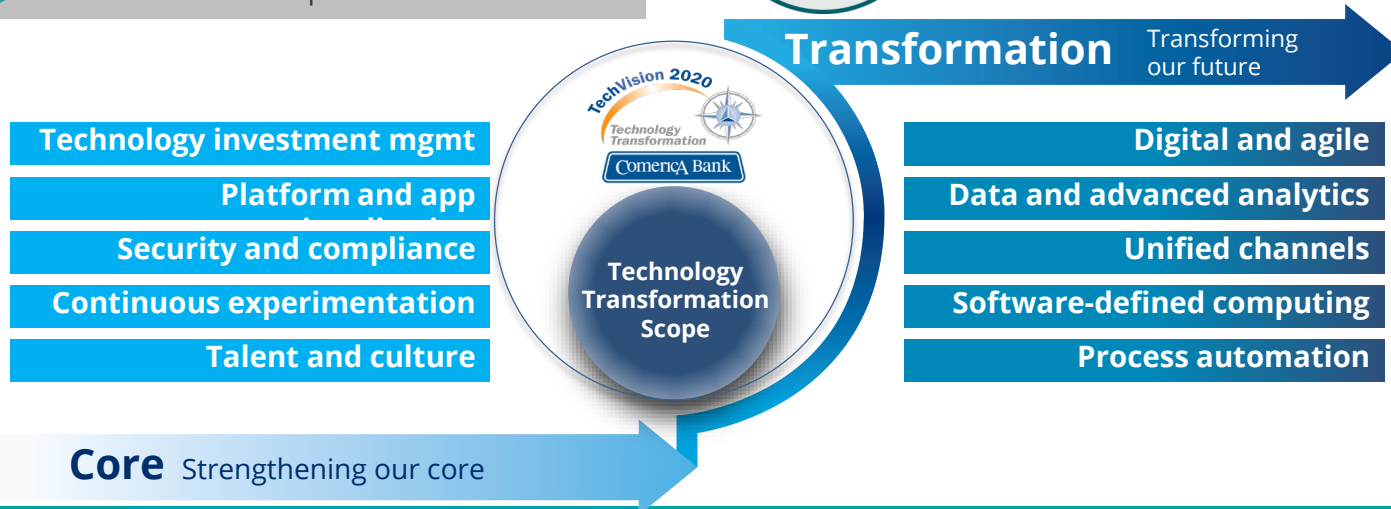 Transformation
Transforming
our future
TechVision 2020
Technology
Transformation
ComericA Bank
Technology investment mgmt
Platform and app
Security and compliance
Continuous experimentation
Talent and culture
Technology
Transformation
Scope
Digital and agile
Data and advanced analytics
Unified channels
Software-defined computing
Process automation
Core Strengthening our core